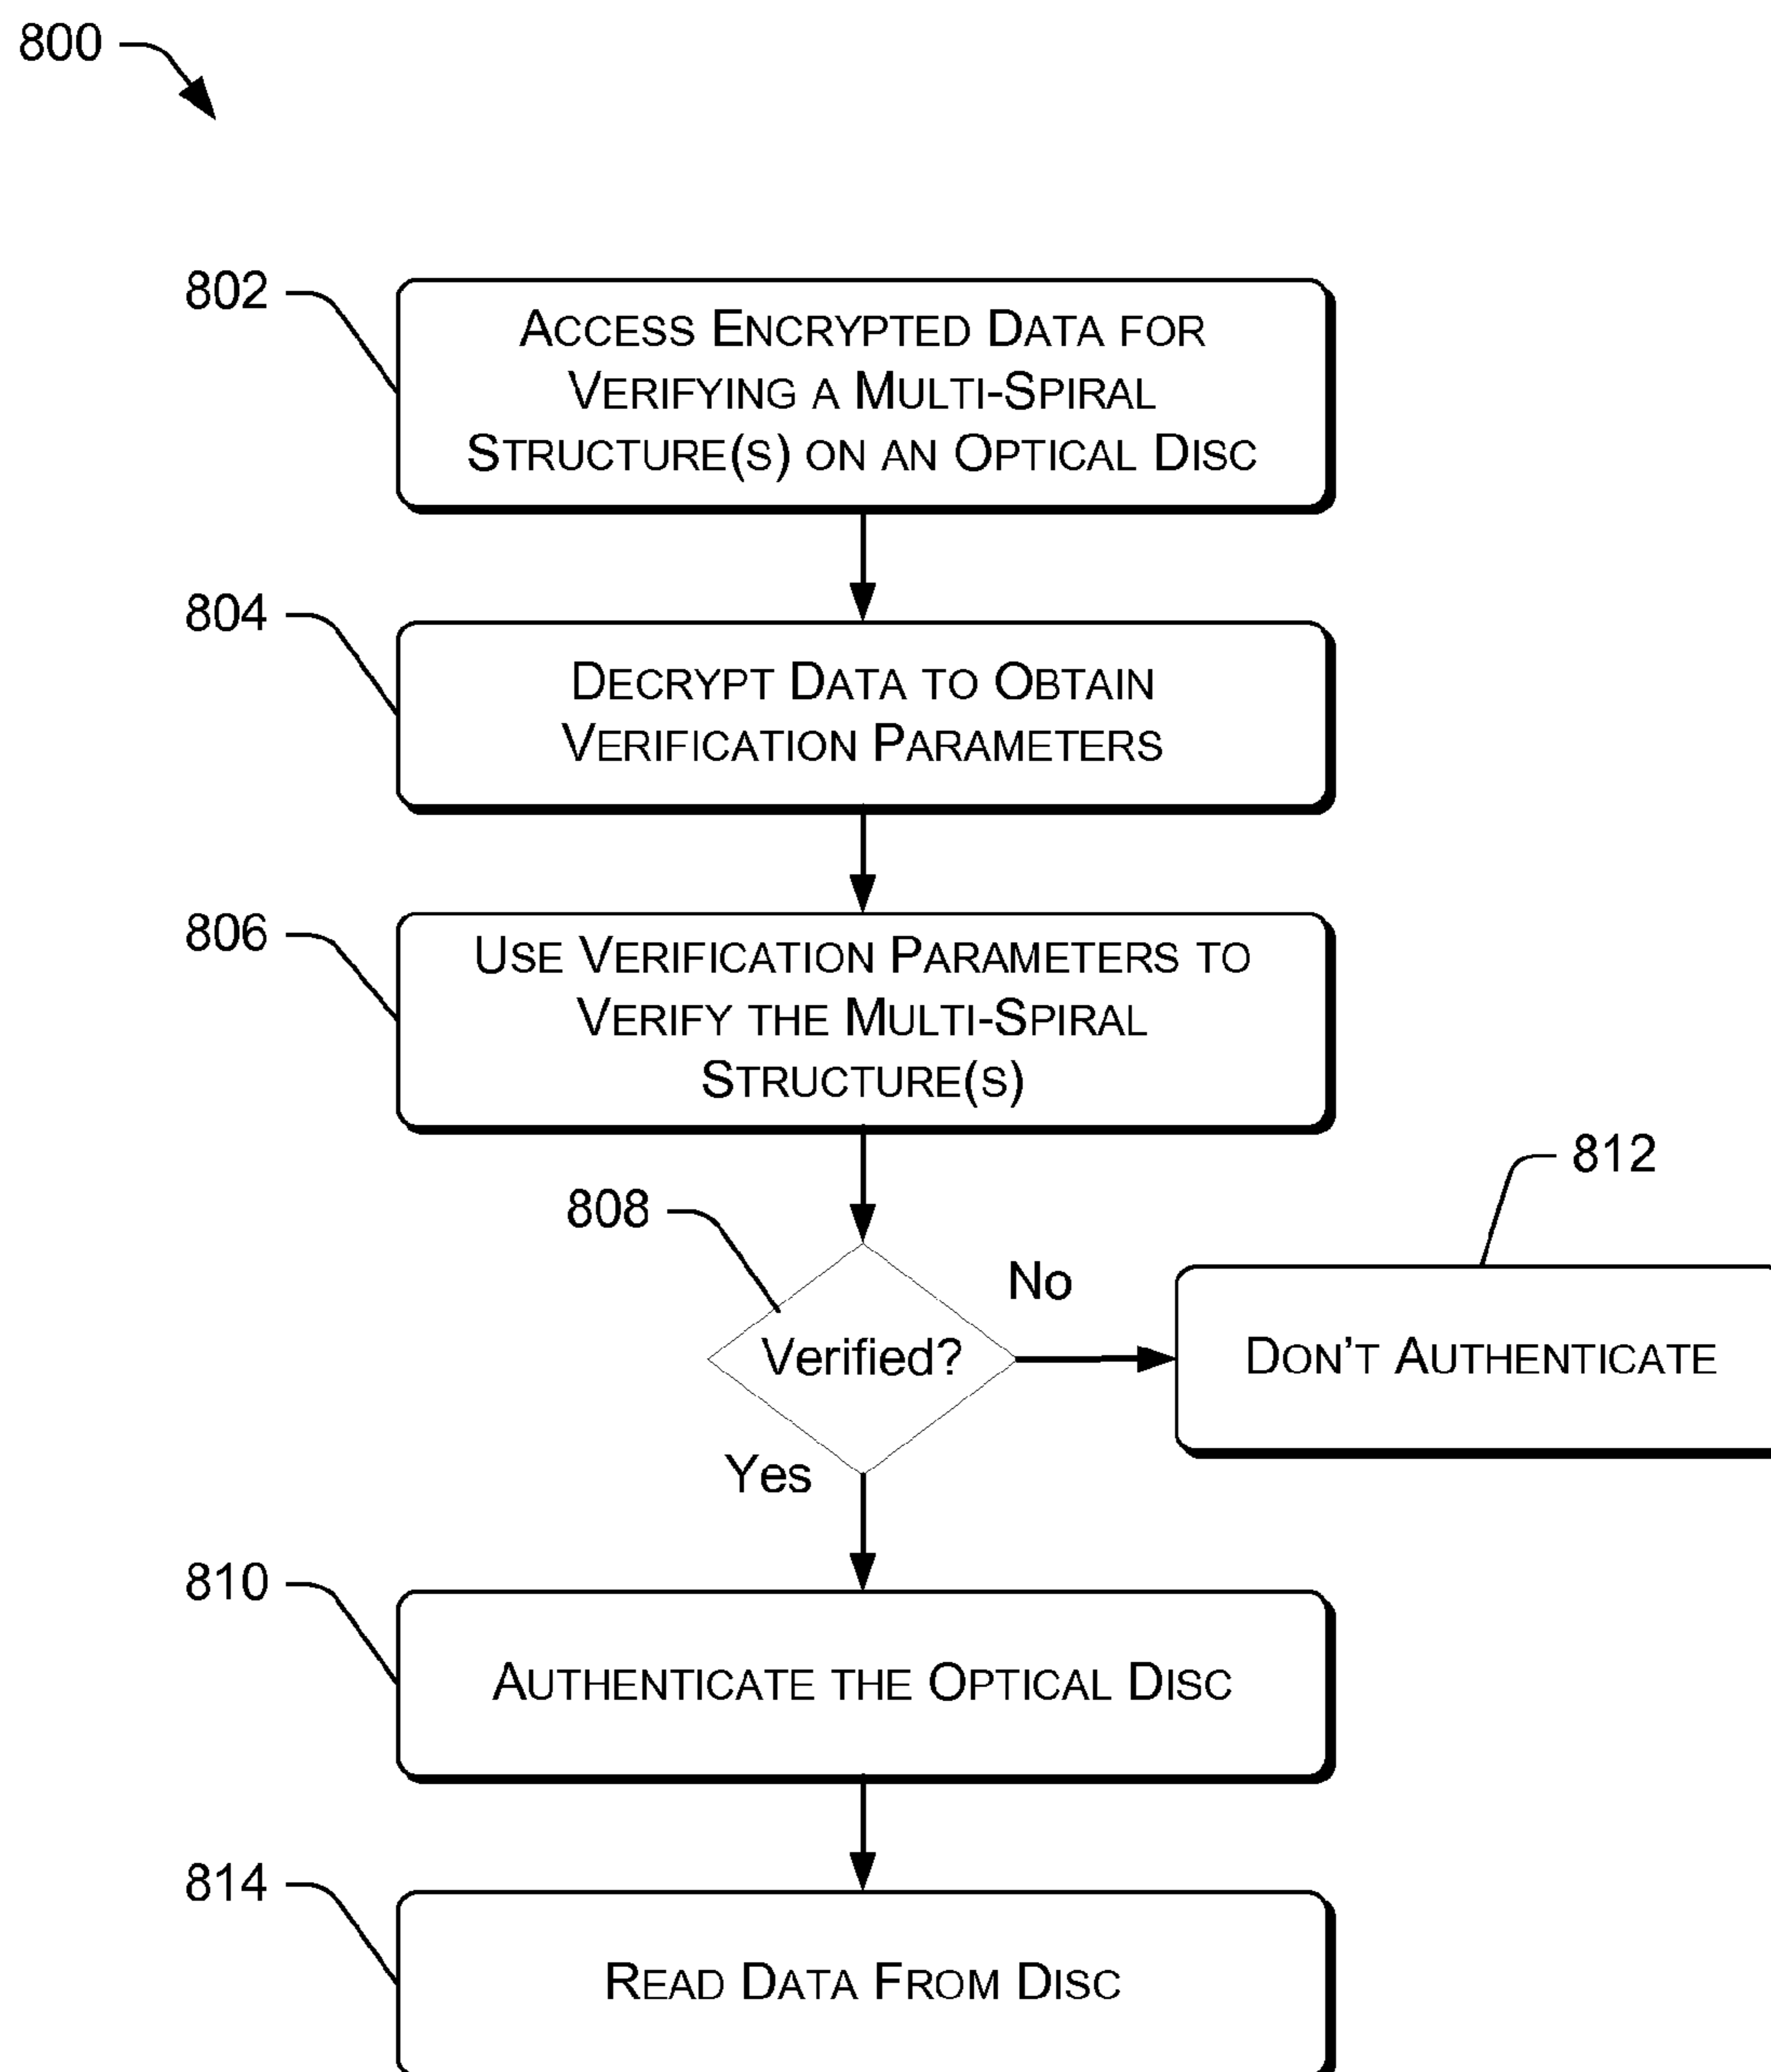 800
802
ACCESS ENCRYPTED DATA FOR
VERIFYING A MULTI-SPIRAL
STRUCTURE(S) ON AN OPTICAL DISC
804
DECRYPT DATA TO OBTAIN
VERIFICATION PARAMETERS
806
USE VERIFICATION PARAMETERS TO
VERIFY THE MULTI-SPIRAL
STRUCTURE(S)
812
808
No
Verified?
DON'T AUTHENTICATE
Yes
810
AUTHENTICATE THE OPTICAL DISC
814
READ DATA FROM DISC